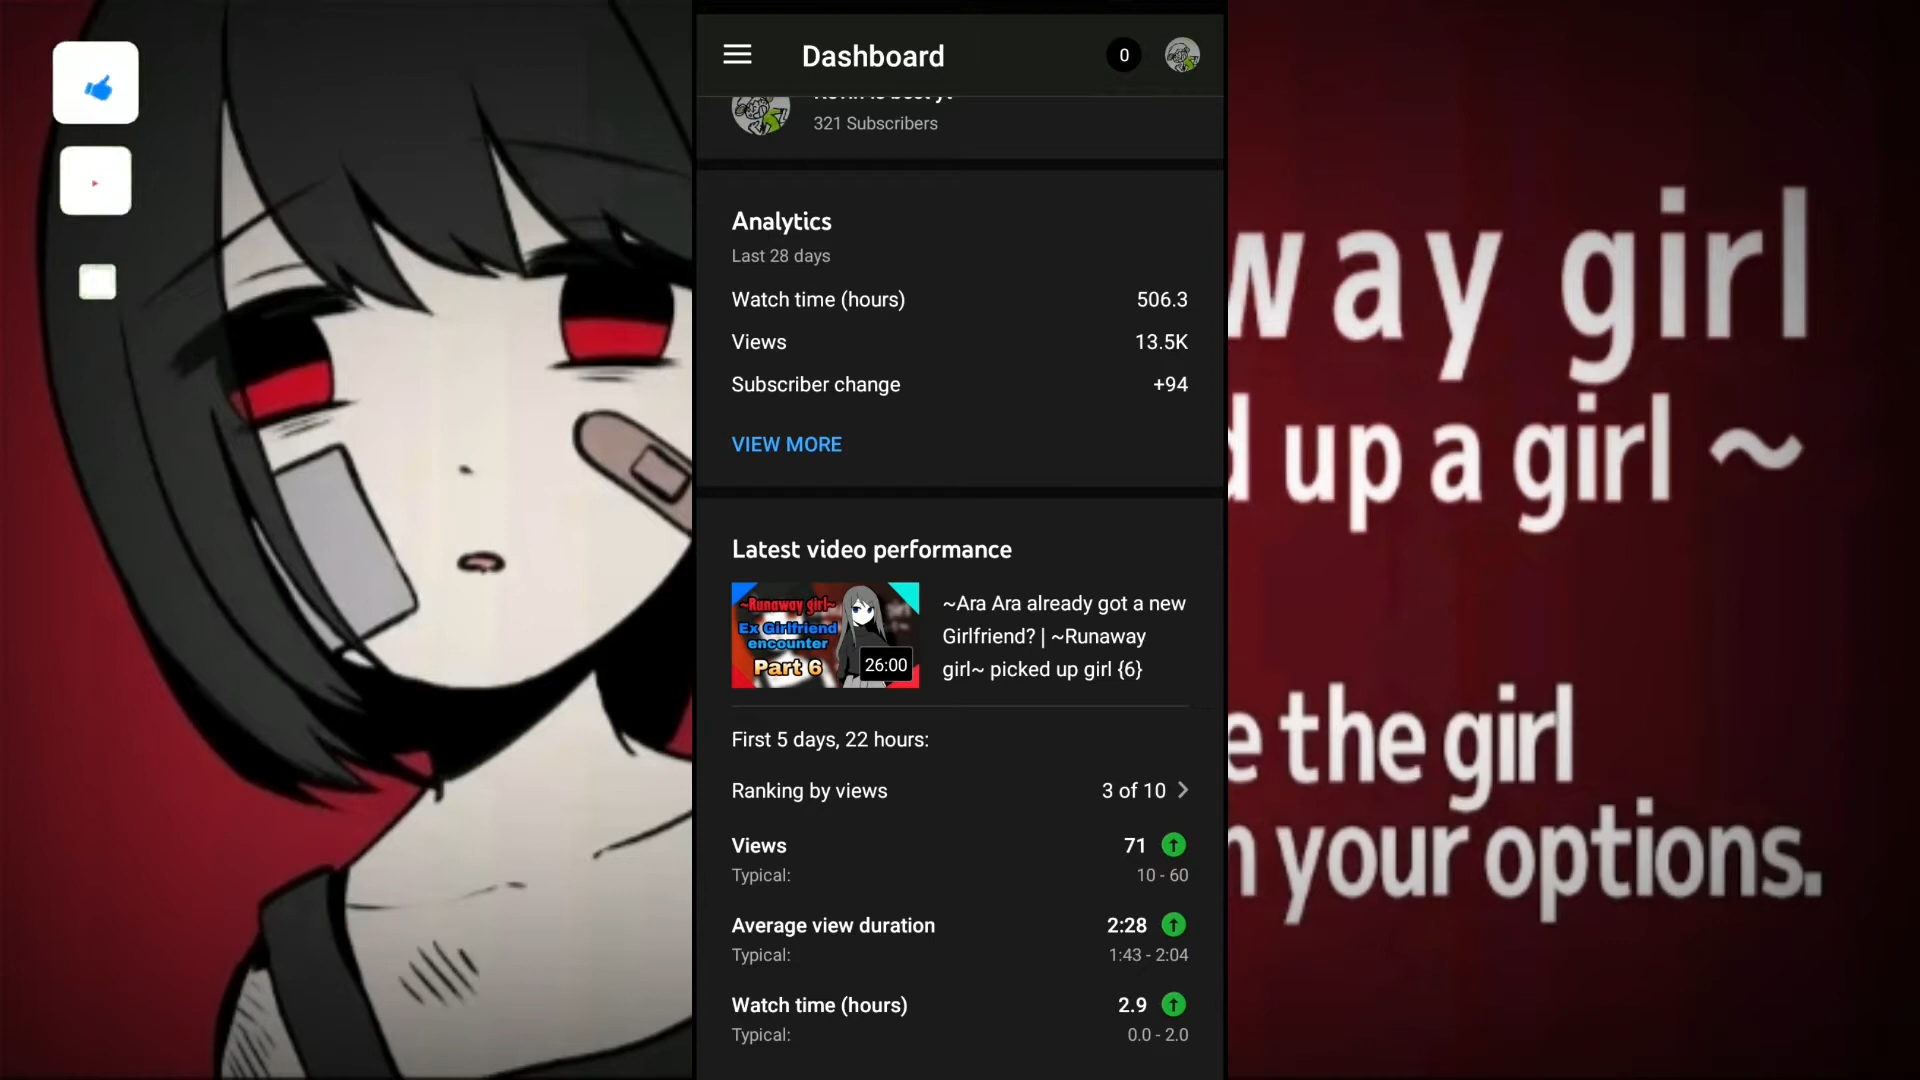 Dashboard
0
321 Subscribers
Analytics
Last 28 days
Watch time (hours) 506.3
Views 13.5K
Subscriber change +94
VIEW MORE
Latest video performance
~Runaway girl~
Ex Girlfriend
encounter
Part 6
26:00
~Ara Ara already got a new
Girlfriend? | ~Runaway
girl~ picked up girl {6}
First 5 days, 22 hours:
Ranking by views 3 of 10
Views 71
Typical: 10 - 60
Average view duration 2:28
Typical: 1:43 - 2:04
Watch time (hours) 2.9
Typical: 0.0 - 2.0
way girl
up a girl ~
e the girl
your options.